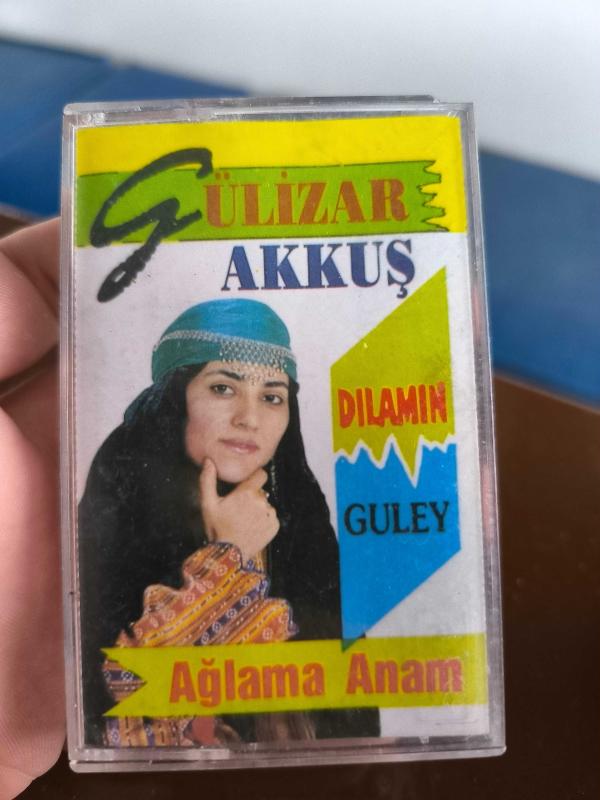 GÜLİZAR
AKKUŞ
DILAMIN
GULEY
Ağlama Anam